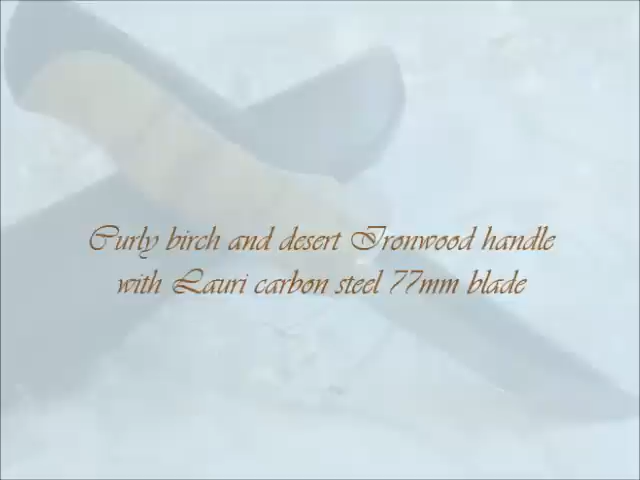 Curly birch and desert Ironwood handle
with Lauri carbon steel 77mm blade